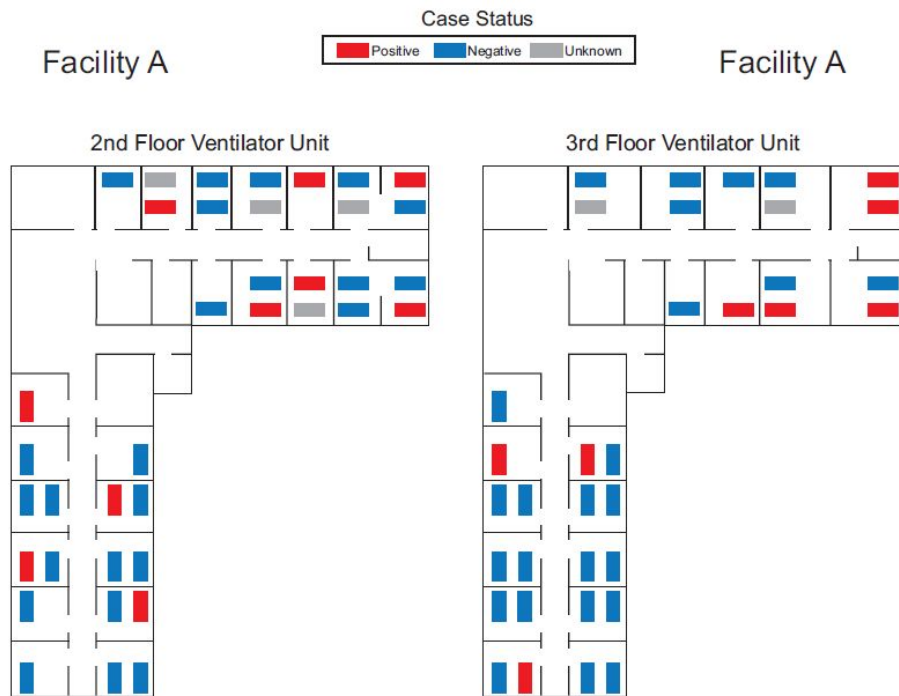 Case Status
Positive Negative Unknown
Facility A
Facility A
2nd Floor Ventilator Unit
3rd Floor Ventilator Unit